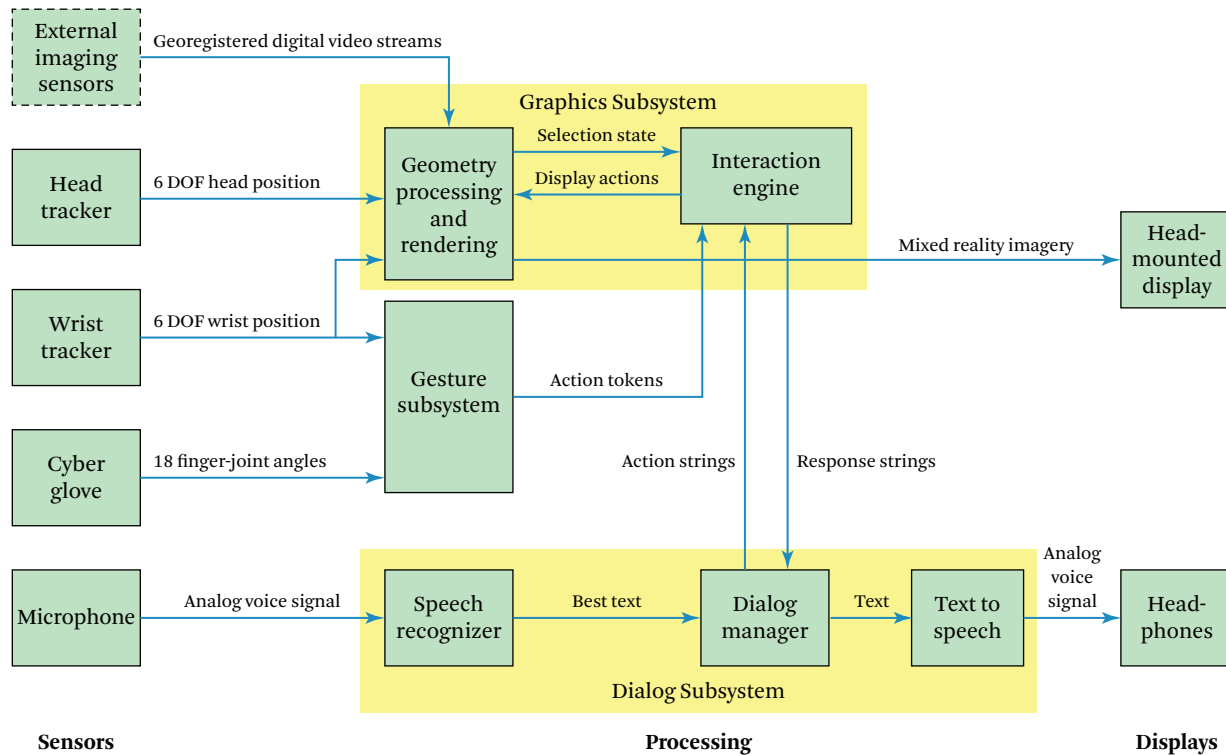 External
imaging
sensors
Georegistered digital video streams
Graphics Subsystem
Head
tracker
6 DOF head position
Geometry
processing
and
rendering
Selection state
Display actions
Interaction
engine
Mixed reality imagery
Head-
mounted
display
Wrist
tracker
6 DOF wrist position
Gesture
subsystem
Action tokens
Cyber
glove
18 finger-joint angles
Action strings
Response strings
Microphone
Analog voice signal
Speech
recognizer
Best text
Dialog
manager
Text
Text to
speech
Analog
voice
signal
Head-
phones
Dialog Subsystem
Sensors
Processing
Displays